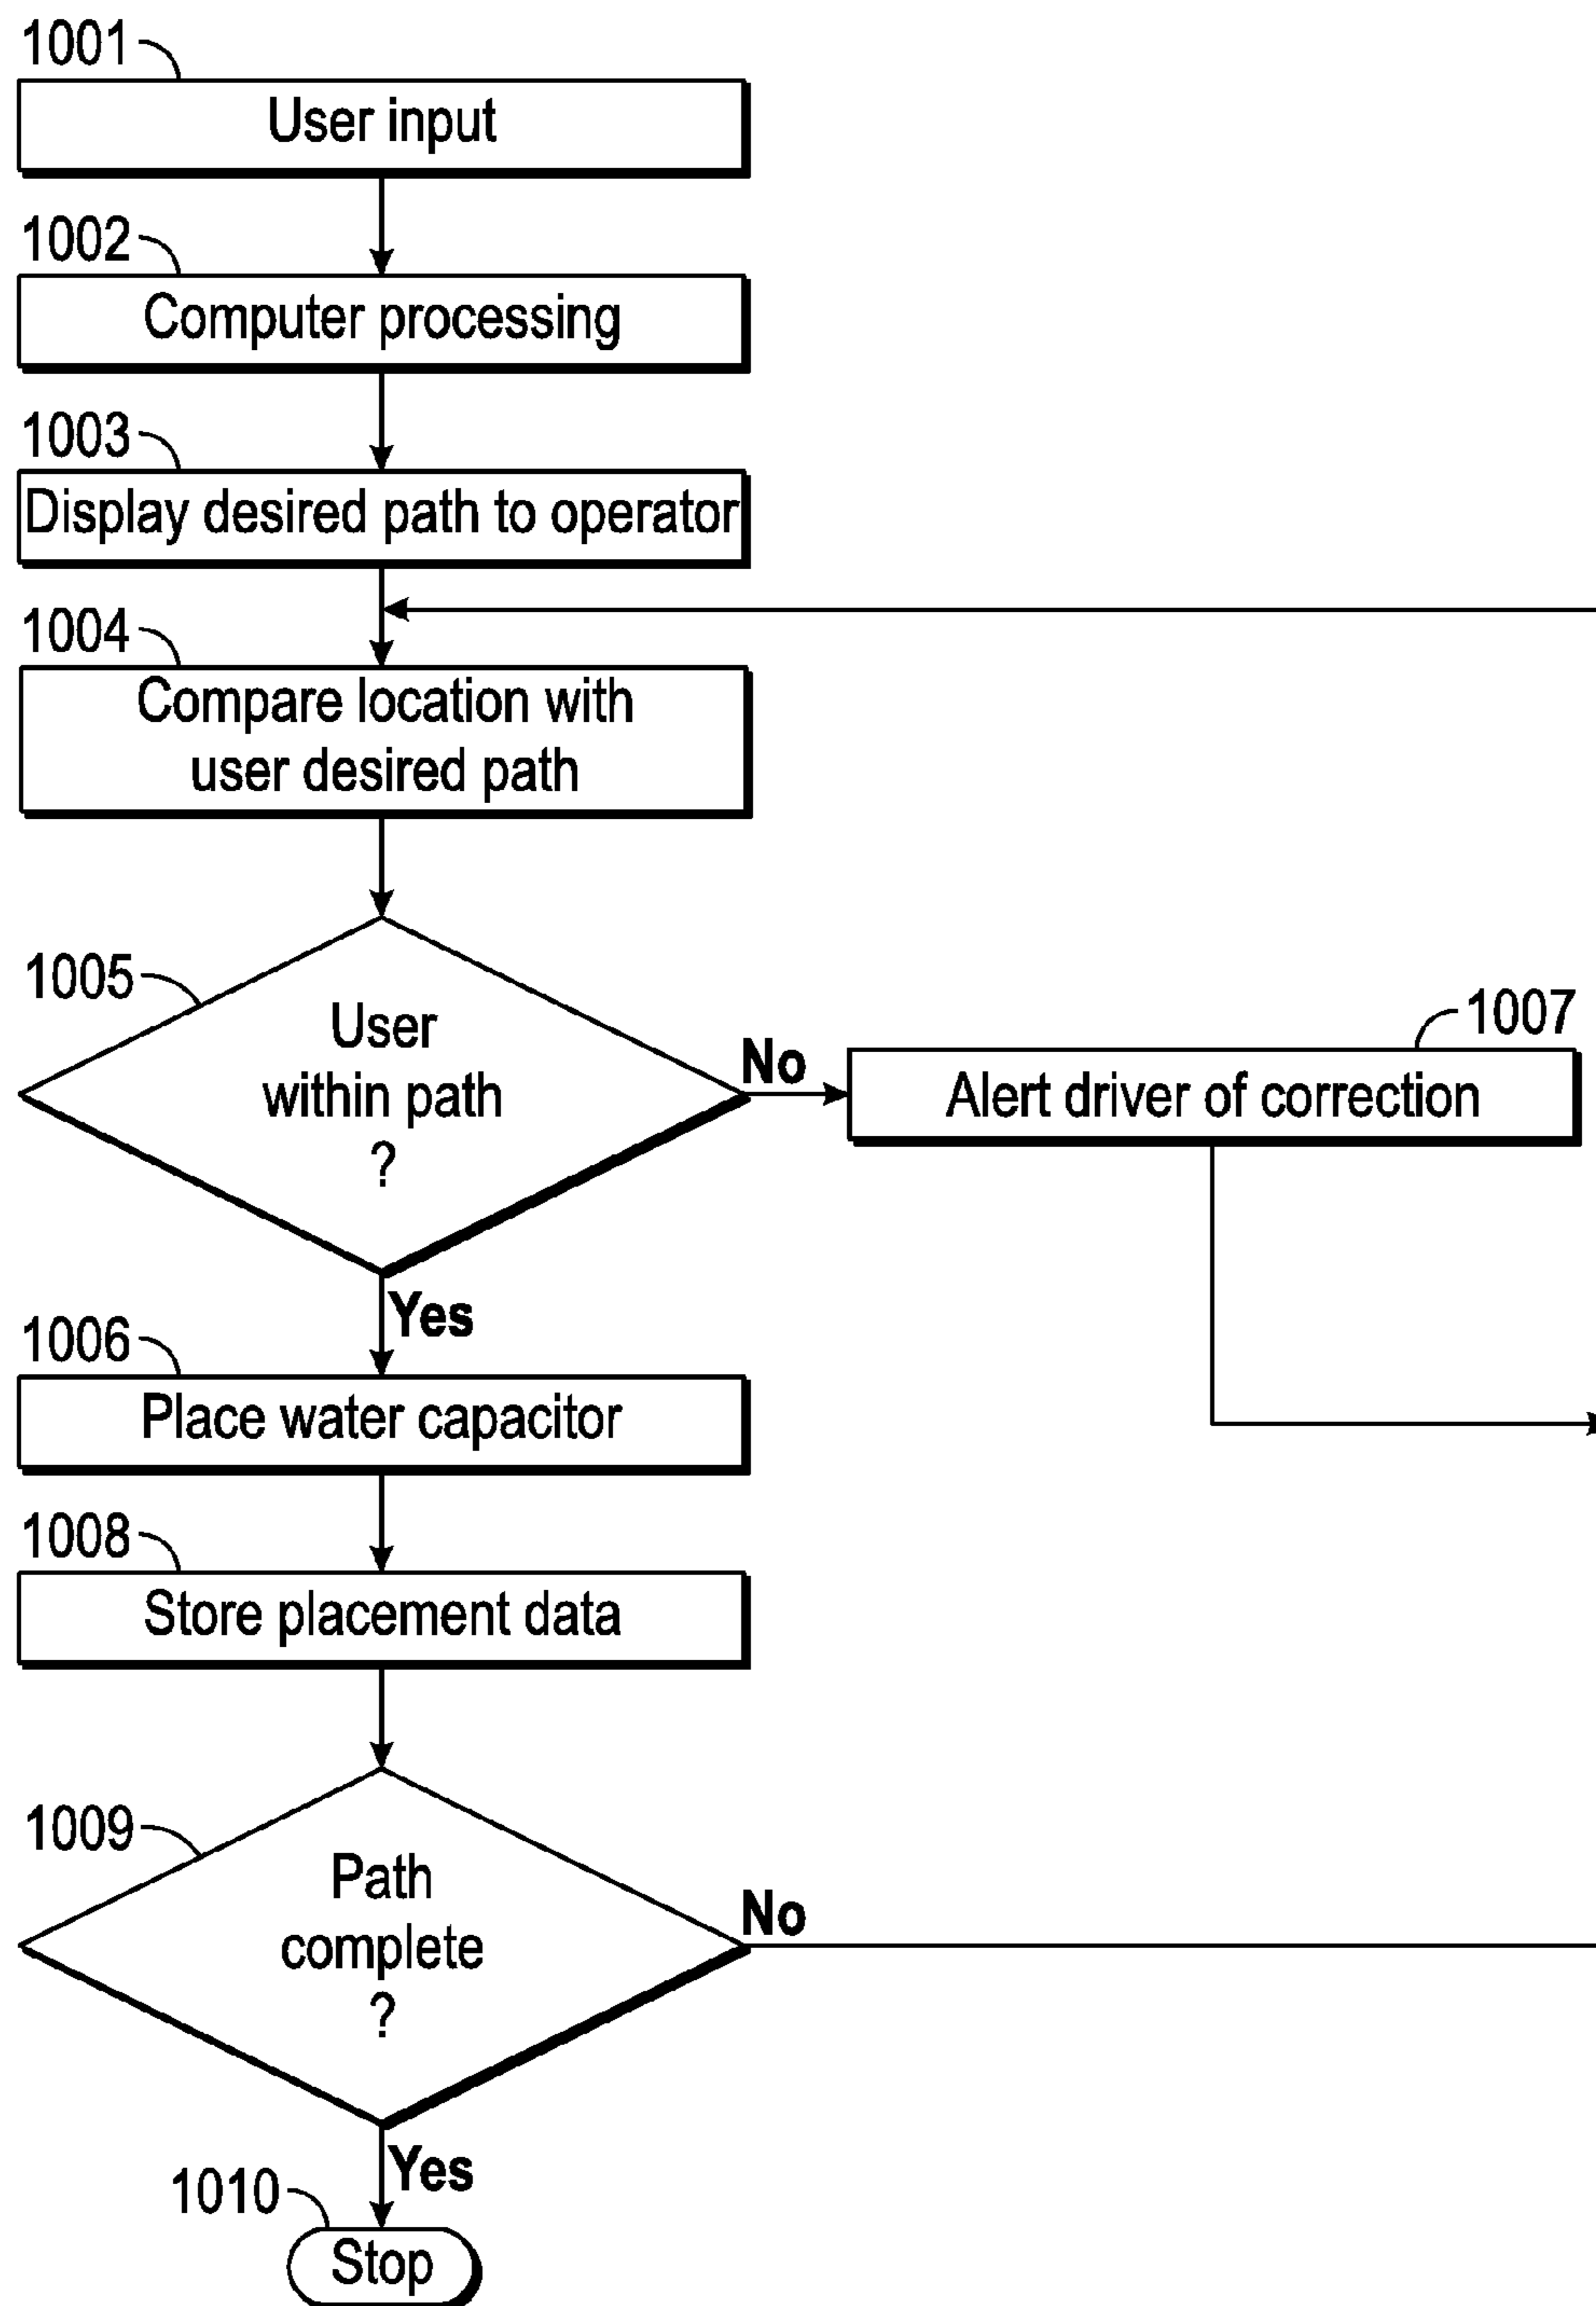 1001
User input
1002
Computer processing
1003
Display desired path to operator
1004
Compare location with
user desired path
1005
User
within path
?
No
1007
Alert driver of correction
Yes
1006
Place water capacitor
1008
Store placement data
1009
Path
complete
?
No
Yes
1010
Stop